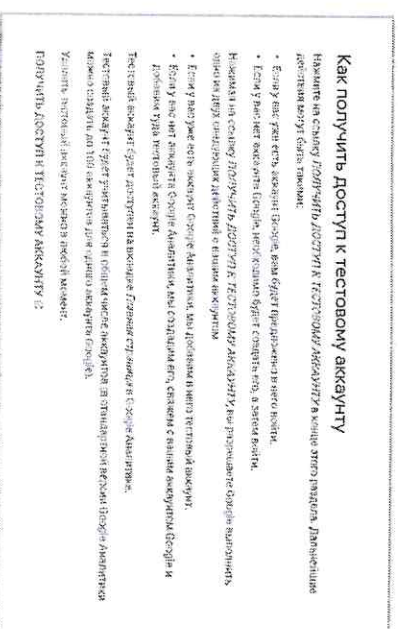 Как получить доступ к тестовому аккаунту
Нажмите на ссылку ПОЛУЧИТЬ ДОСТУП К ТЕСТОВОМУ АККАУНТУ в конце этого раздела. Дальнейшие
действия могут быть такими:
• Если у вас уже есть аккаунт Google, вам будет предложено в него войти.
• Если у вас нет аккаунта Google, необходимо будет создать его, а затем войти.
Нажимая на ссылку ПОЛУЧИТЬ ДОСТУП К ТЕСТОВОМУ АККАУНТУ, вы разрешаете Google выполнить
одно из двух следующих действий с вашим аккаунтом
• Если у вас уже есть аккаунт Google Аналитики, мы добавим в него тестовый аккаунт.
• Если у вас нет аккаунта Google Аналитики, мы создадим его, свяжем с вашим аккаунтом Google и
добавим туда тестовый аккаунт.
Тестовый аккаунт будет доступен на вкладке Главная страница в Google Аналитике.
Тестовый аккаунт будет учитываться в общем числе аккаунтов (в стандартной версии Google Аналитики
можно создать до 100 аккаунтов для одного аккаунта Google).
Удалить тестовый аккаунт можно в любой момент.
ПОЛУЧИТЬ ДОСТУП К ТЕСТОВОМУ АККАУНТУ